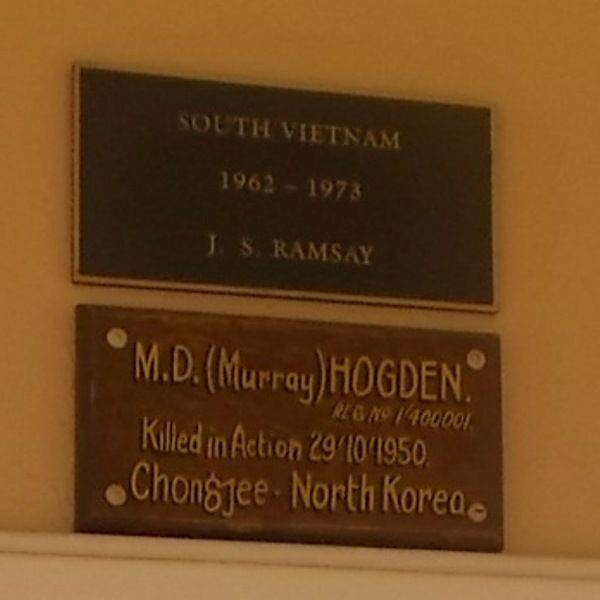 SOUTH VIETNAM
1962 – 1973
J. S. RAMSAY
M.D. (Murray) HOGDEN.
REG No 1'400001.
Killed in Action 29'10'1950.
Chongjee - North Korea.